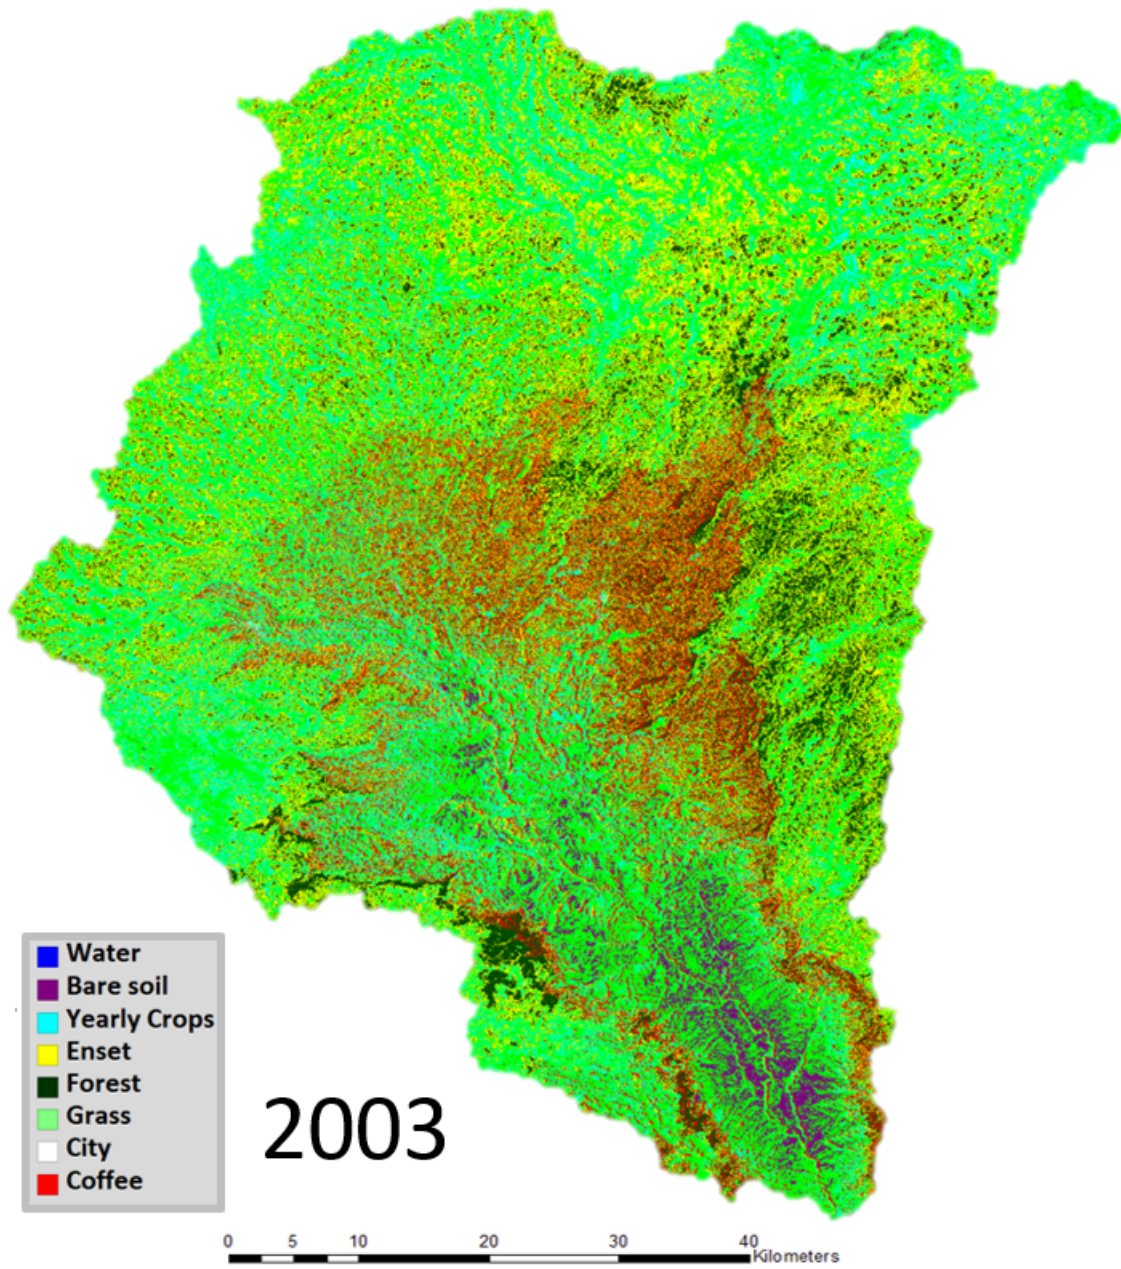 Water
Bare soil
Yearly Crops
Enset
Forest
Grass
City
Coffee
2003
0 5 10 20 30 40
Kilometers